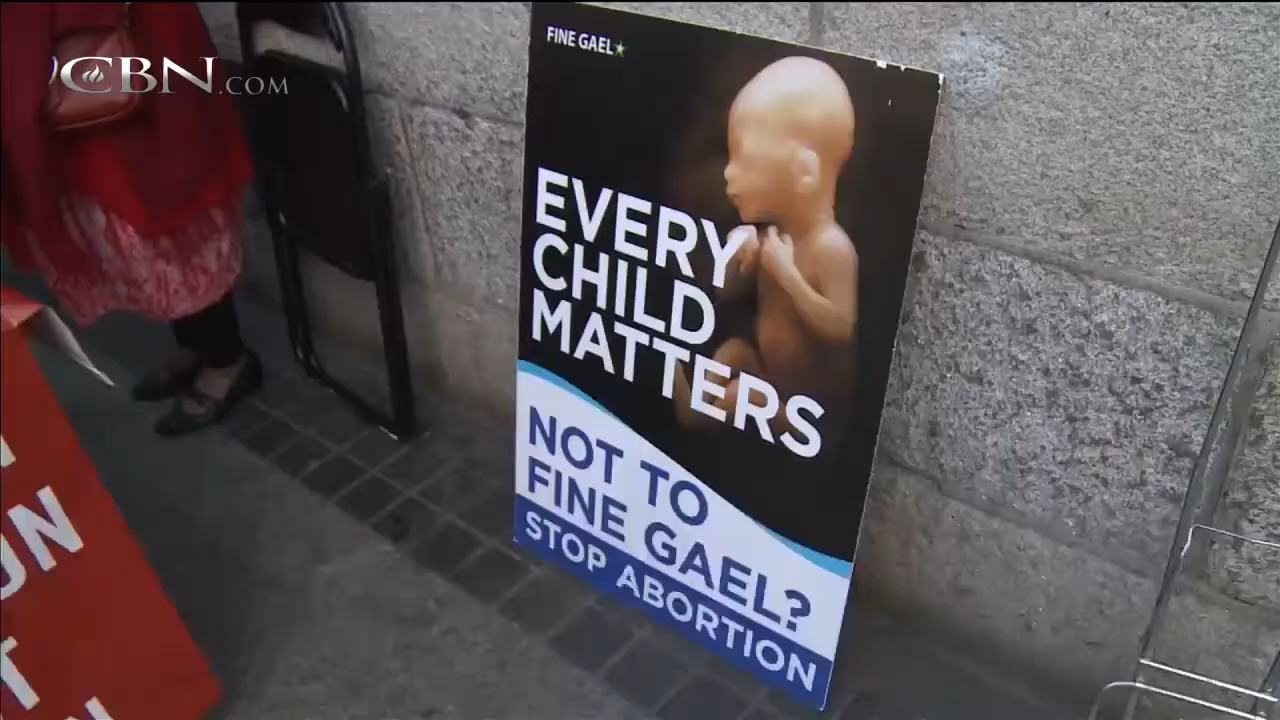 CBN.COM
FINE GAEL
EVERY
CHILD
MATTERS
NOT TO
FINE GAEL?
STOP ABORTION